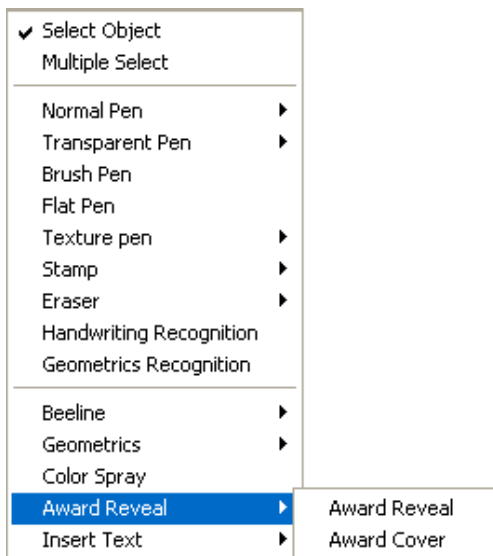 Select Object
Multiple Select
Normal Pen
Transparent Pen
Brush Pen
Flat Pen
Texture pen
Stamp
Eraser
Handwriting Recognition
Geometrics Recognition
Beeline
Geometrics
Color Spray
Award Reveal
Award Reveal
Insert Text
Award Cover